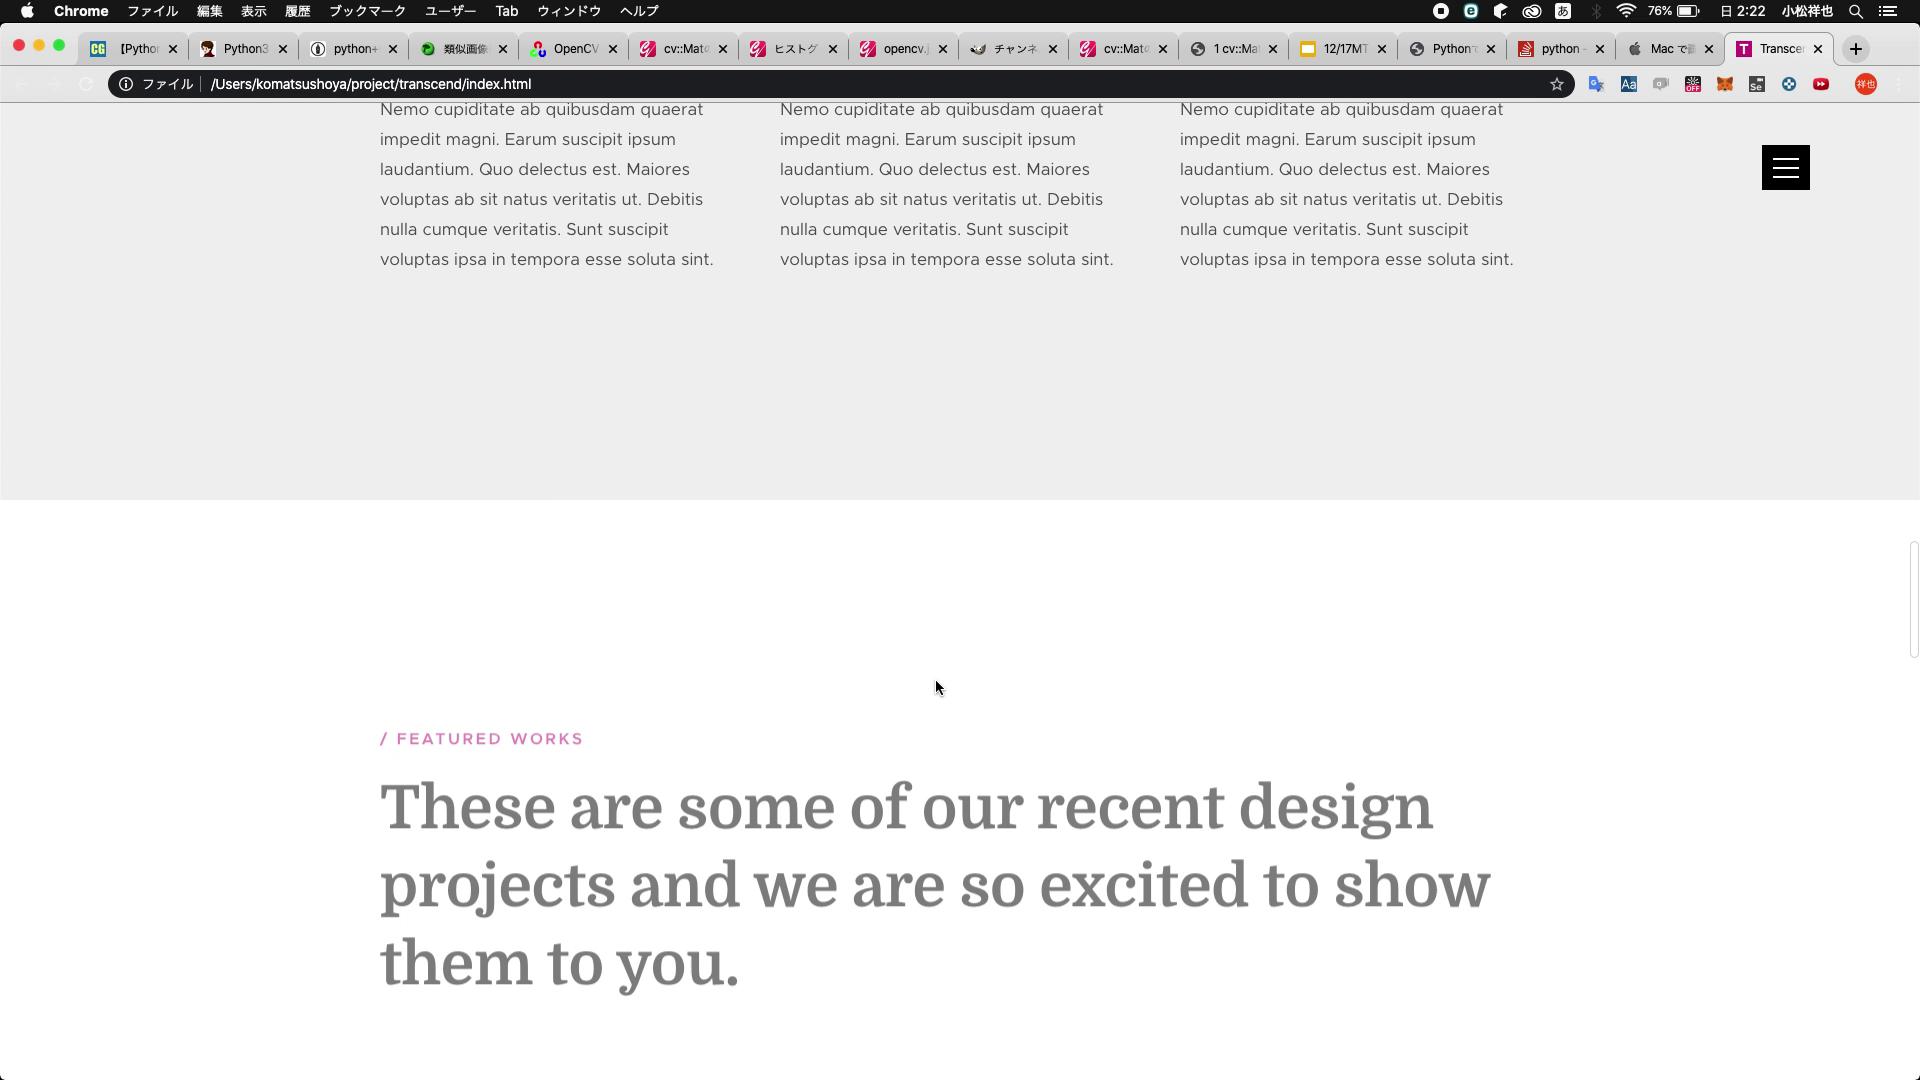 Chrome ファイル 編集 表示 履歴 ブックマーク ユーザー Tab ウィンドウ ヘルプ あ 76% 日 2:22 小松祥也
【Pytho Python3 python+ 類似画像 OpenCV cv::Mat ヒストグ opencv. チャンネ cv::Mat 1 cv::Ma 12/17MT Python python - Mac で Transce
ファイル /Users/komatsushoya/project/transcend/index.html Aa OFF Se 祥也
Nemo cupiditate ab quibusdam quaerat
impedit magni. Earum suscipit ipsum
laudantium. Quo delectus est. Maiores
voluptas ab sit natus veritatis ut. Debitis
nulla cumque veritatis. Sunt suscipit
voluptas ipsa in tempora esse soluta sint.
Nemo cupiditate ab quibusdam quaerat
impedit magni. Earum suscipit ipsum
laudantium. Quo delectus est. Maiores
voluptas ab sit natus veritatis ut. Debitis
nulla cumque veritatis. Sunt suscipit
voluptas ipsa in tempora esse soluta sint.
Nemo cupiditate ab quibusdam quaerat
impedit magni. Earum suscipit ipsum
laudantium. Quo delectus est. Maiores
voluptas ab sit natus veritatis ut. Debitis
nulla cumque veritatis. Sunt suscipit
voluptas ipsa in tempora esse soluta sint.
/ FEATURED WORKS
These are some of our recent design
projects and we are so excited to show
them to you.